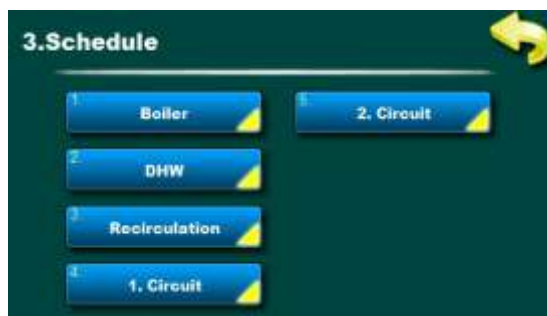 3.Schedule
1.
Boiler
2.
DHW
3.
Recirculation
4.
1. Circuit
5.
2. Circuit